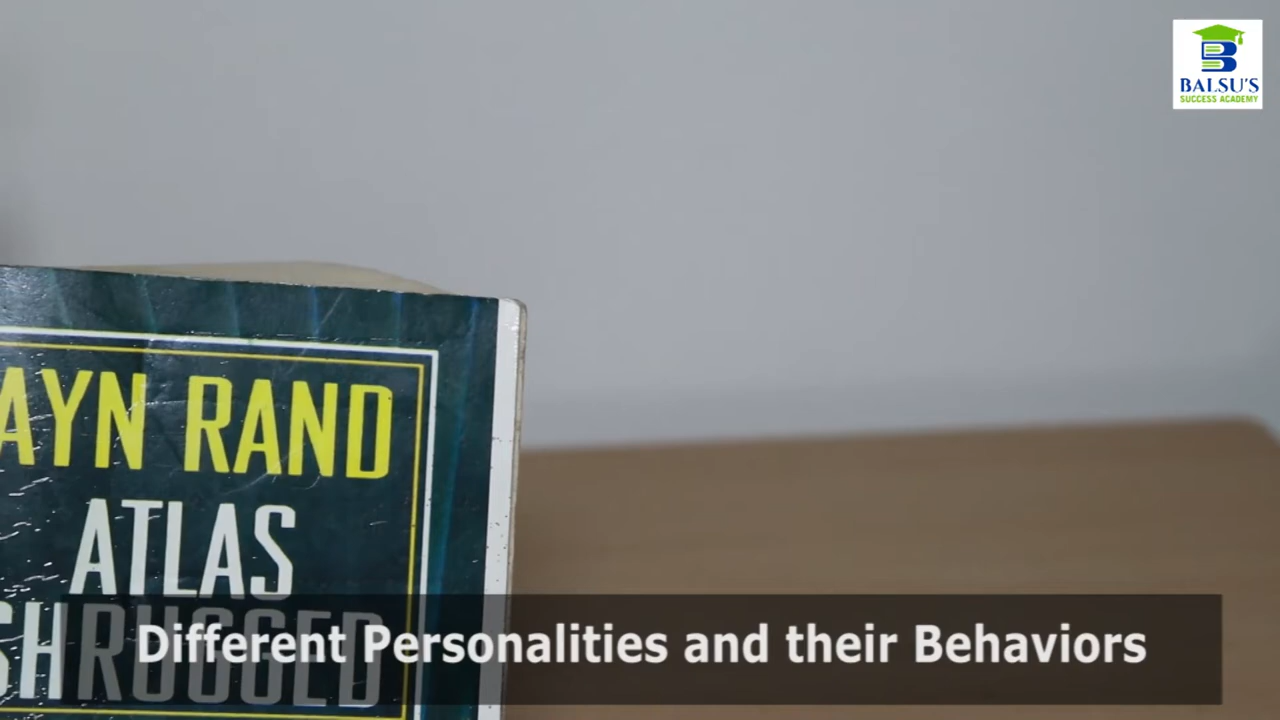 BALSU'S
SUCCESS ACADEMY
AYN RAND
ATLAS
SHRUGGED
Different Personalities and their Behaviors